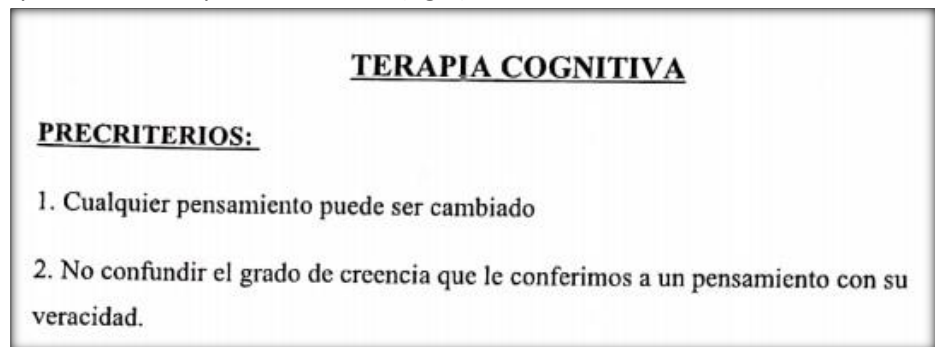 TERAPIA COGNITIVA
PRECRITERIOS:
1. Cualquier pensamiento puede ser cambiado
2. No confundir el grado de creencia que le conferimos a un pensamiento con su
veracidad.